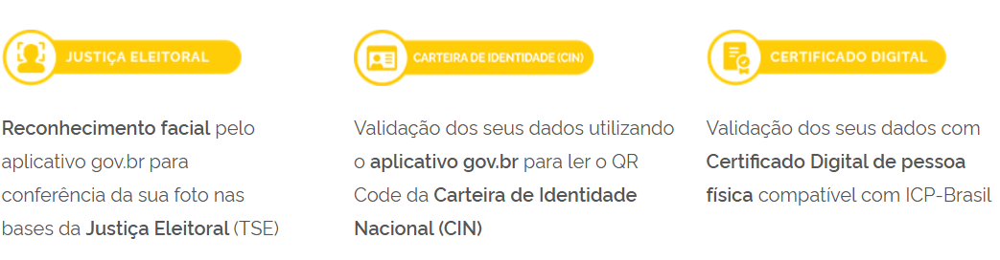 JUSTIÇA ELEITORAL
Reconhecimento facial pelo
aplicativo gov.br para
conferência da sua foto nas
bases da Justiça Eleitoral (TSE)
CARTEIRA DE IDENTIDADE (CIN)
Validação dos seus dados utilizando
o aplicativo gov.br para ler o QR
Code da Carteira de Identidade
Nacional (CIN)
CERTIFICADO DIGITAL
Validação dos seus dados com
Certificado Digital de pessoa
física compatível com ICP-Brasil